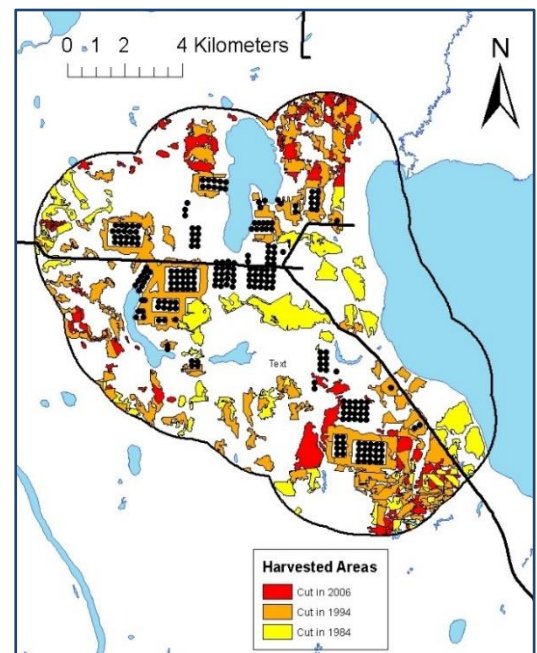 0 1 2 4 Kilometers
N
Text
Harvested Areas
Cut in 2006
Cut in 1994
Cut in 1984